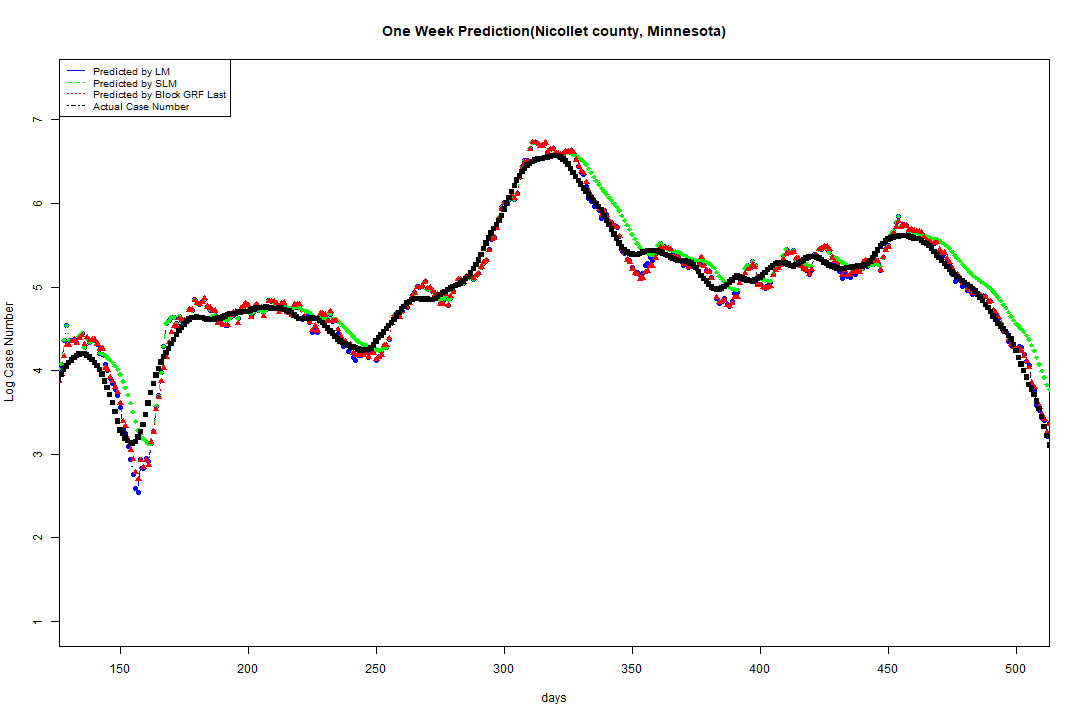 One Week Prediction(Nicollet county, Minnesota)
Predicted by LM
Predicted by SLM
Predicted by Block GRF Last
Actual Case Number
7
6
5
4
3
2
1
Log Case Number
150 200 250 300 350 400 450 500
days